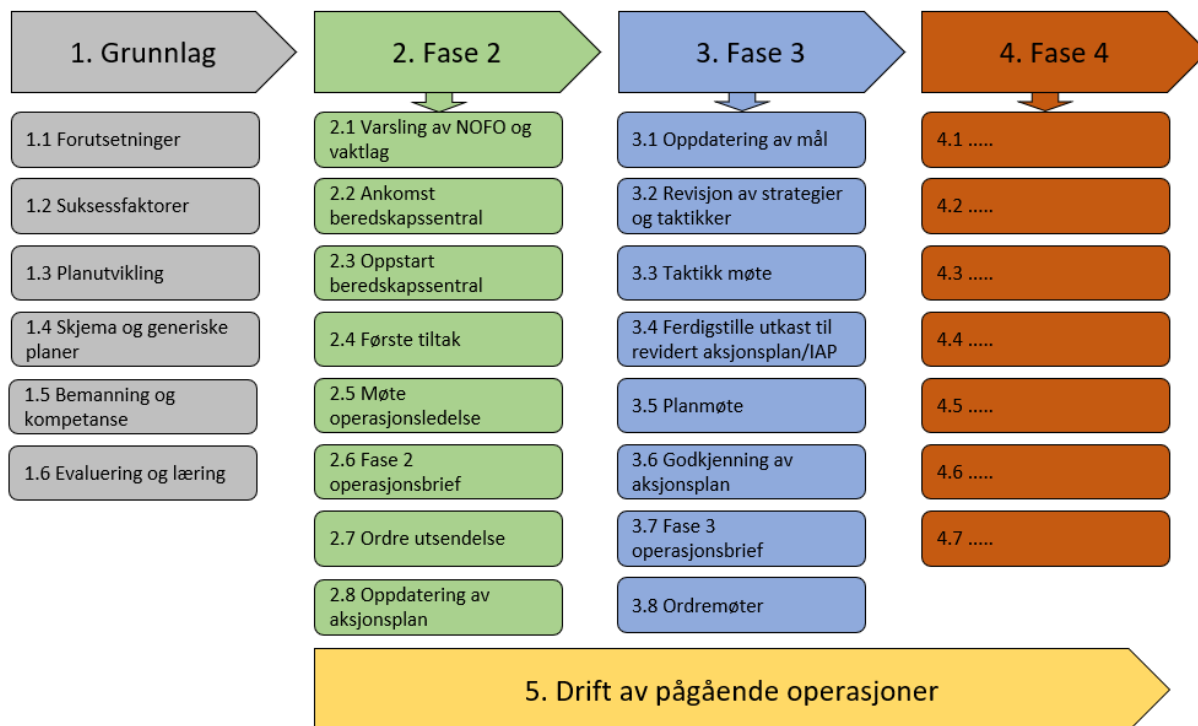 1. Grunnlag
1.1 Forutsetninger
1.2 Suksessfaktorer
1.3 Planutvikling
1.4 Skjema og generiske
planer
1.5 Bemanning og
kompetanse
1.6 Evaluering og læring
2. Fase 2
2.1 Varsling av NOFO og
vaktlag
2.2 Ankomst
beredskapssentral
2.3 Oppstart
beredskapssentral
2.4 Første tiltak
2.5 Møte
operasjonsledelse
2.6 Fase 2
operasjonsbrief
2.7 Ordre utsendelse
2.8 Oppdatering av
aksjonsplan
3. Fase 3
3.1 Oppdatering av mål
3.2 Revisjon av strategier
og taktikker
3.3 Taktikk møte
3.4 Ferdigstille utkast til
revidert aksjonsplan/IAP
3.5 Planmøte
3.6 Godkjenning av
aksjonsplan
3.7 Fase 3
operasjonsbrief
3.8 Ordremøter
4. Fase 4
4.1 .....
4.2 .....
4.3 .....
4.4 .....
4.5 .....
4.6 .....
4.7 .....
5. Drift av pågående operasjoner